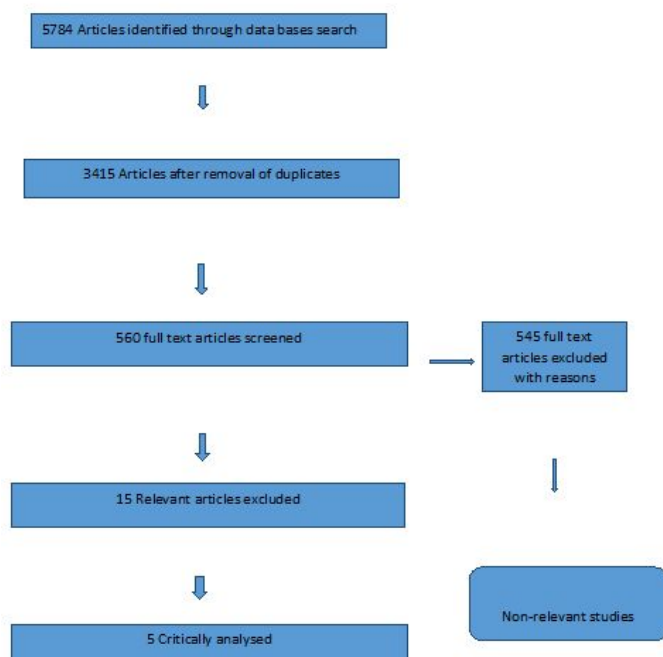 5784 Articles identified through data bases search
3415 Articles after removal of duplicates
560 full text articles screened
545 full text
articles excluded
with reasons
15 Relevant articles excluded
Non-relevant studies
5 Critically analysed